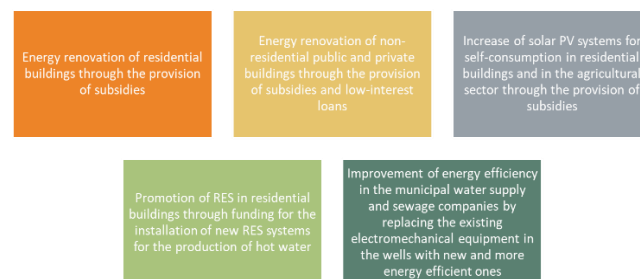 Energy renovation of residential
buildings through the provision
of subsidies
Energy renovation of non-
residential public and private
buildings through the provision
of subsidies and low-interest
loans
Increase of solar PV systems for
self-consumption in residential
buildings and in the agricultural
sector through the provision of
subsidies
Promotion of RES in residential
buildings through funding for the
installation of new RES systems
for the production of hot water
Improvement of energy efficiency
in the municipal water supply
and sewage companies by
replacing the existing
electromechanical equipment in
the wells with new and more
energy efficient ones